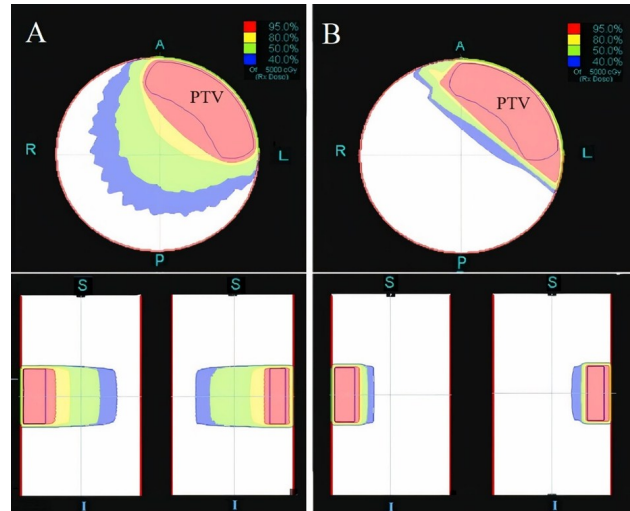 A
95.0%
80.0%
50.0%
40.0%
Of 5000 cGy
(Rx Dose)
A
PTV
R
L
P
S
S
I
I
B
95.0%
80.0%
50.0%
40.0%
Of 5000 cGy
(Rx Dose)
A
PTV
R
L
P
S
S
I
I